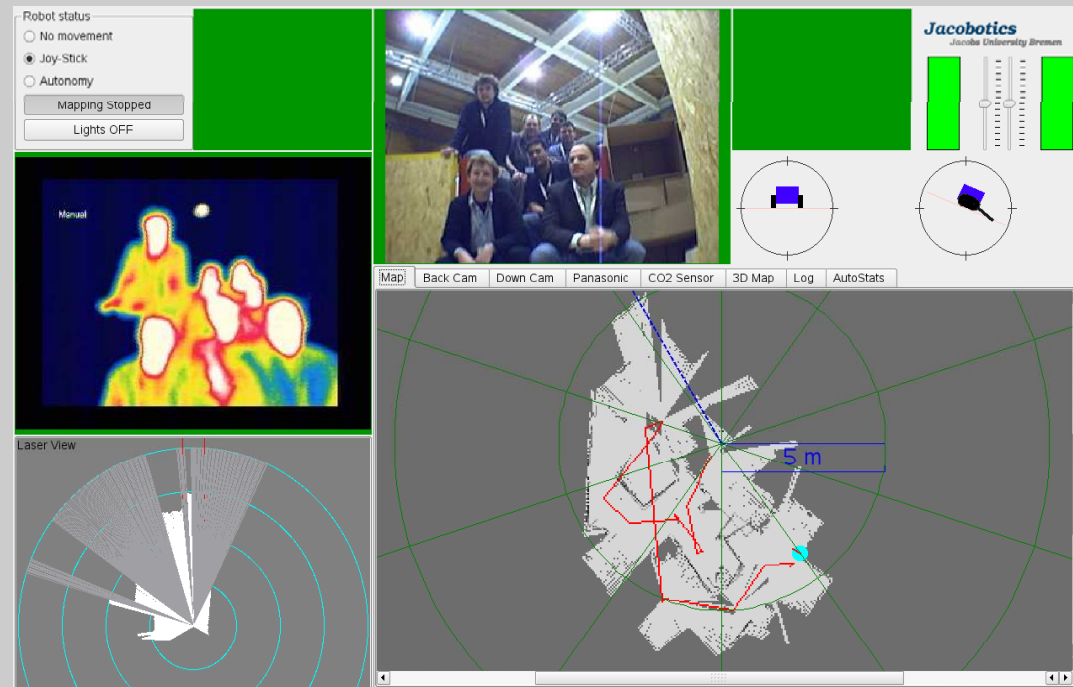 Robot status
No movement
Joy-Stick
Autonomy
Mapping Stopped
Lights OFF
Jacobotics
Jacobs University Bremen
Manual
Map
Back Cam
Down Cam
Panasonic
CO2 Sensor
3D Map
Log
AutoStats
Laser View
5 m